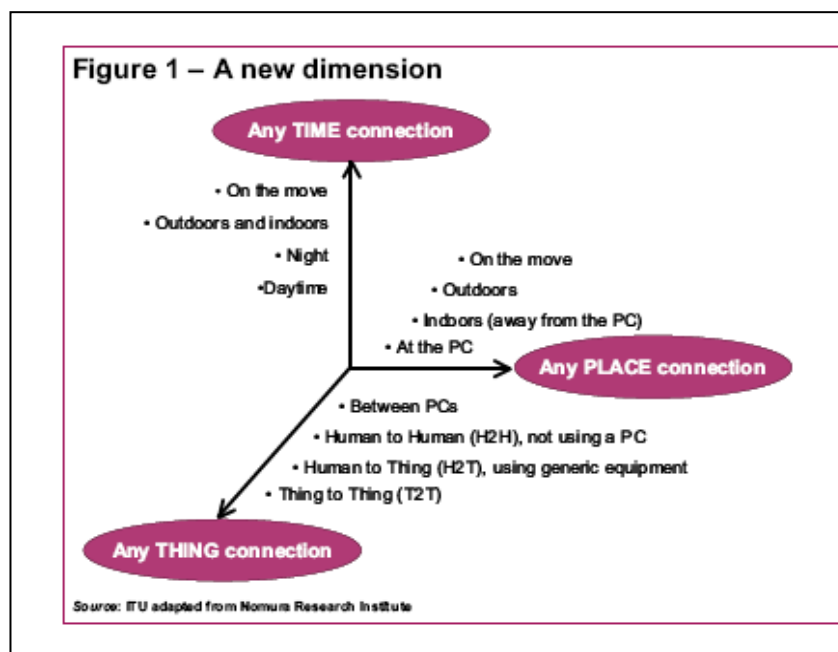 Figure 1 – A new dimension
Any TIME connection
• On the move
• Outdoors and indoors
• Night
•Daytime
• On the move
• Outdoors
• Indoors (away from the PC)
• At the PC
Any PLACE connection
• Between PCs
• Human to Human (H2H), not using a PC
• Human to Thing (H2T), using generic equipment
• Thing to Thing (T2T)
Any THING connection
Source: ITU adapted from Nomura Research Institute